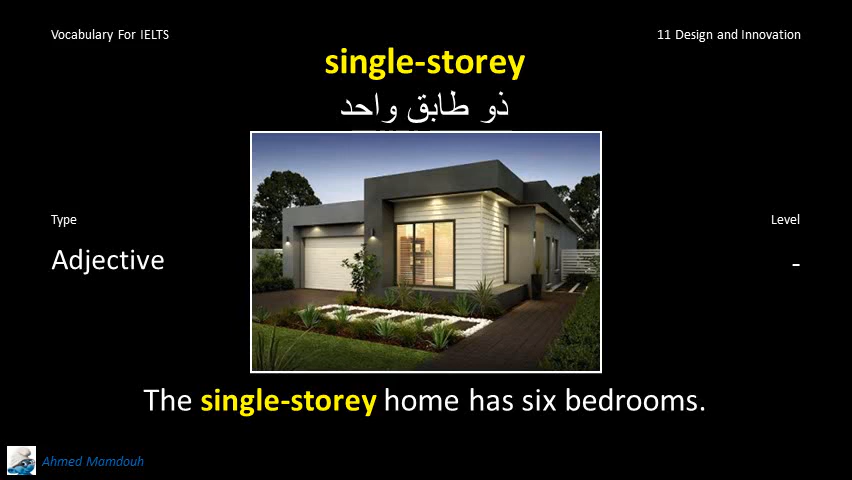 Vocabulary For IELTS
11 Design and Innovation
single-storey
ذو طابق واحد
Type
Level
Adjective
-
The single-storey home has six bedrooms.
Ahmed Mamdouh